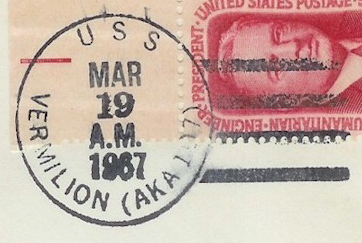 USS
MAR
19
A.M.
1967
VERMILION (AKA 107)
UNITED STATES POSTAGE
PRESIDENT
HUMANITARIAN·ENGINEER